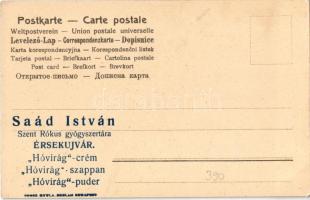 Postkarte — Carte postale
Weltpostverein — Union postale universelle
Levelező-Lap — Correspondenzkarte — Dopisnice
Karta korespondencyjna — Korespondenční lístek
Tarjeta postal — Briefkaart — Cartolina postale
Post card — Brefkort — Brevkort
Открытое-письмо — Дописна карта
Saád István
Szent Rókus gyógyszertára
ÉRSEKUJVÁR.
„Hóvirág"-crém
„Hóvirág"-szappan
„Hóvirág"-puder
390